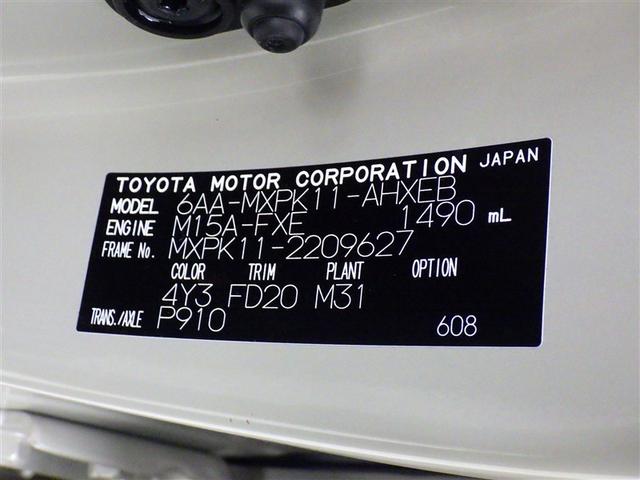 TOYOTA MOTOR CORPORATION JAPAN
MODEL 6AA-MXPK11-AHXEB
ENGINE M15A-FXE 1490 mL
FRAME No. MXPK11-2209627
COLOR TRIM PLANT OPTION
4Y3 FD20 M31
TRANS./AXLE P910 608